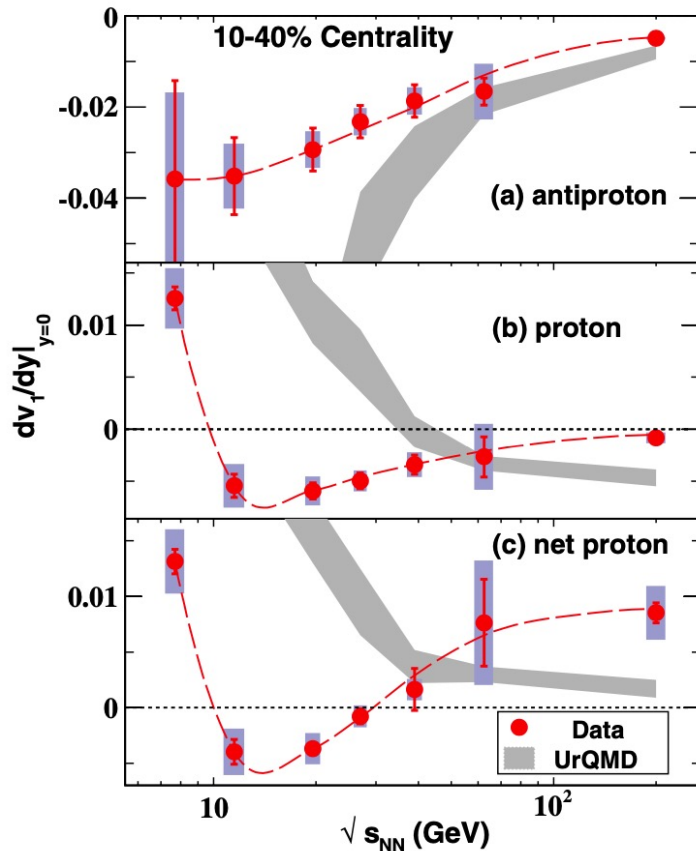 10-40% Centrality
0
-0.02
-0.04
(a) antiproton
0.01
0
(b) proton
dv1/dy|y=0
0.01
0
(c) net proton
Data
UrQMD
10
10²
√ sNN (GeV)